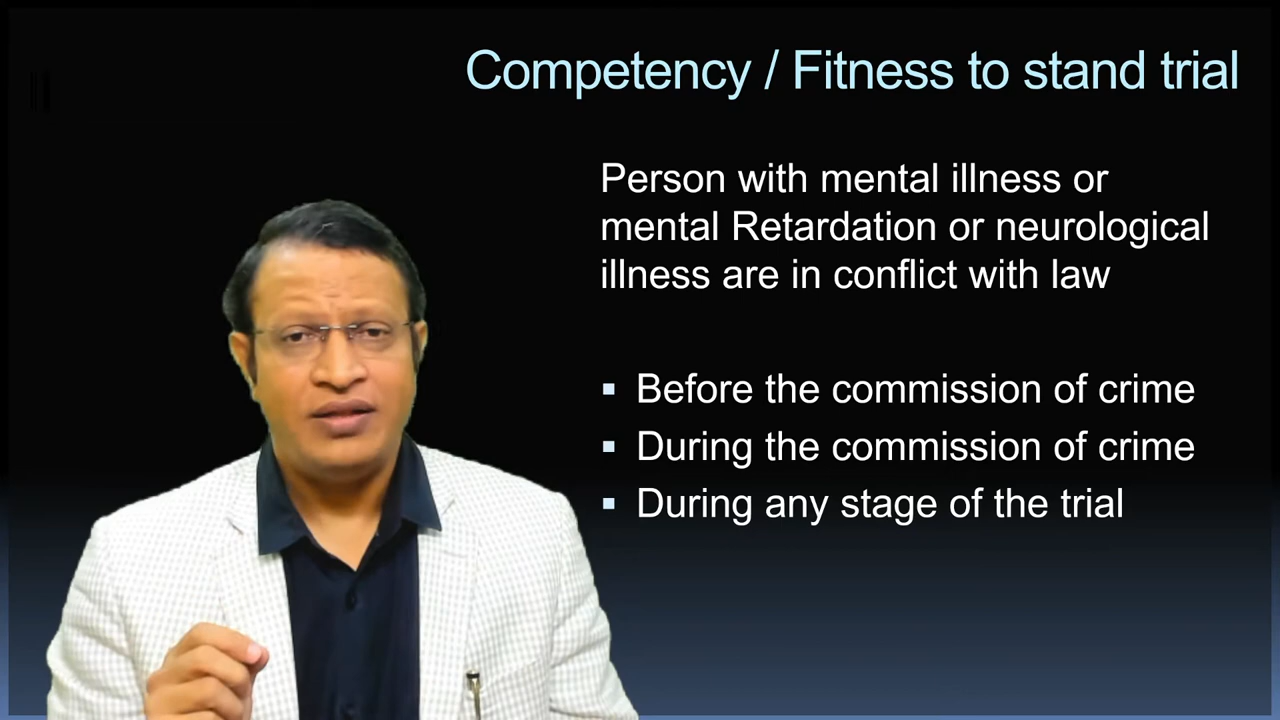 Competency / Fitness to stand trial
Person with mental illness or
mental Retardation or neurological
illness are in conflict with law
▪ Before the commission of crime
▪ During the commission of crime
▪ During any stage of the trial